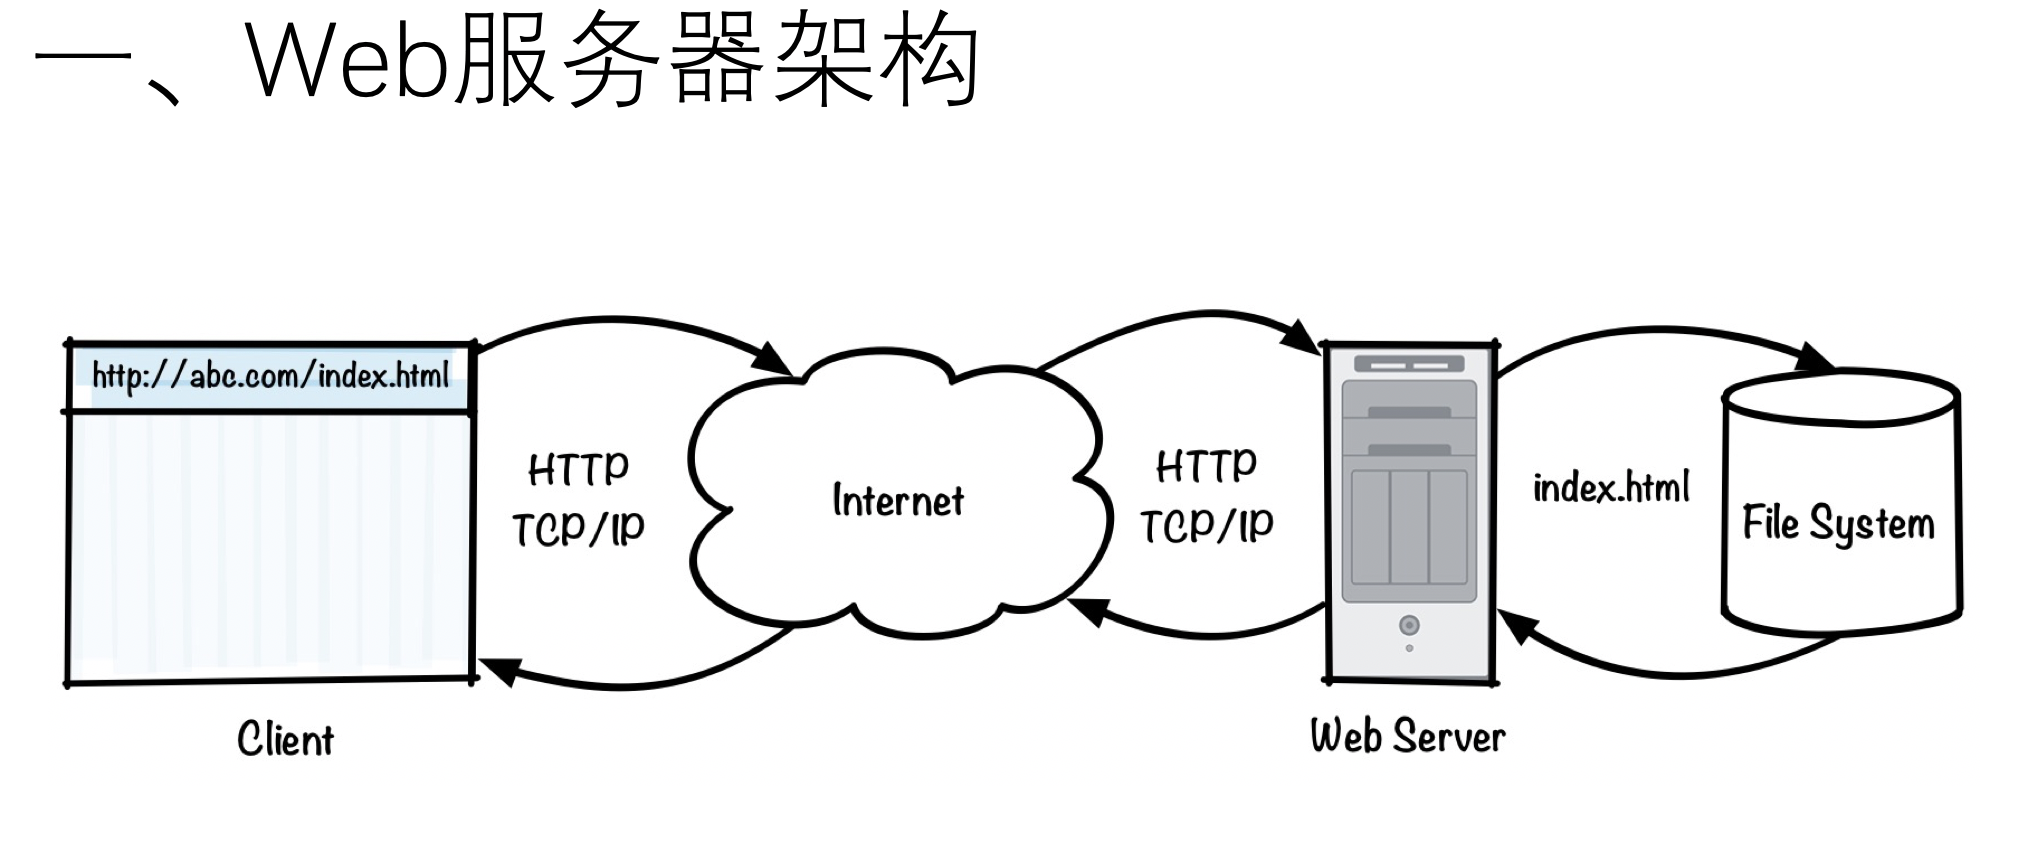 一、Web服务器架构
http://abc.com/index.html
HTTP
TCP/IP
Internet
HTTP
TCP/IP
index.html
File System
Client
Web Server